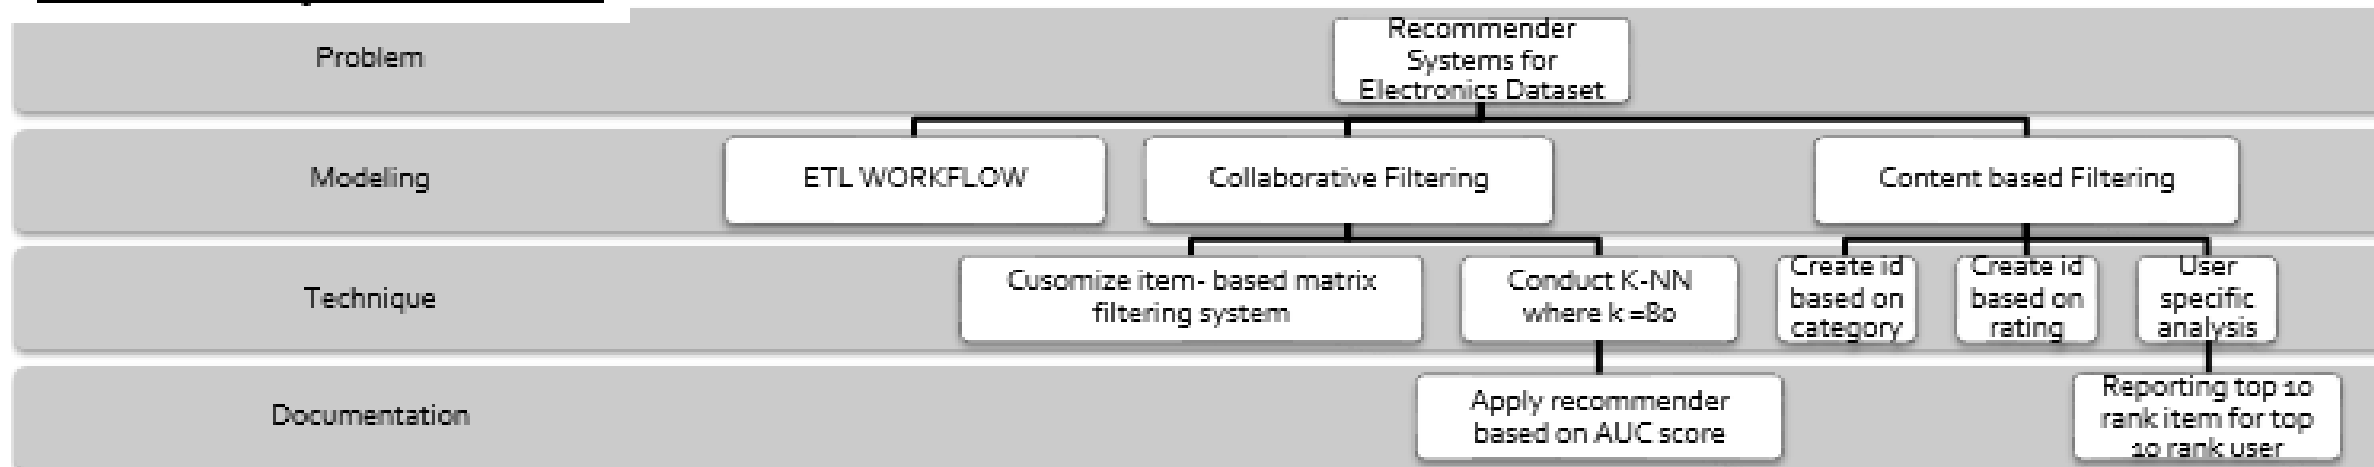 Problem
Recommender
Systems for
Electronics Dataset
Modeling
ETL WORKFLOW
Collaborative Filtering
Content based Filtering
Technique
Cusomize item- based matrix
filtering system
Conduct K-NN
where k =80
Create id
based on
category
Create id
based on
rating
User
specific
analysis
Documentation
Apply recommender
based on AUC score
Reporting top 10
rank item for top
10 rank user